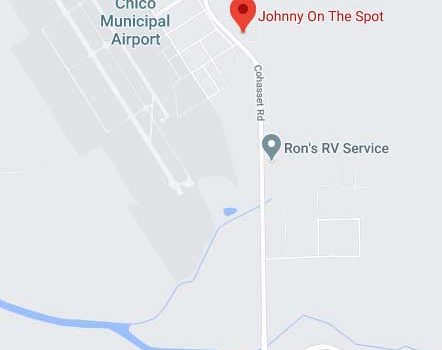 Chico
Municipal
Airport
Johnny On The Spot
Cohasset Rd
Ron's RV Service